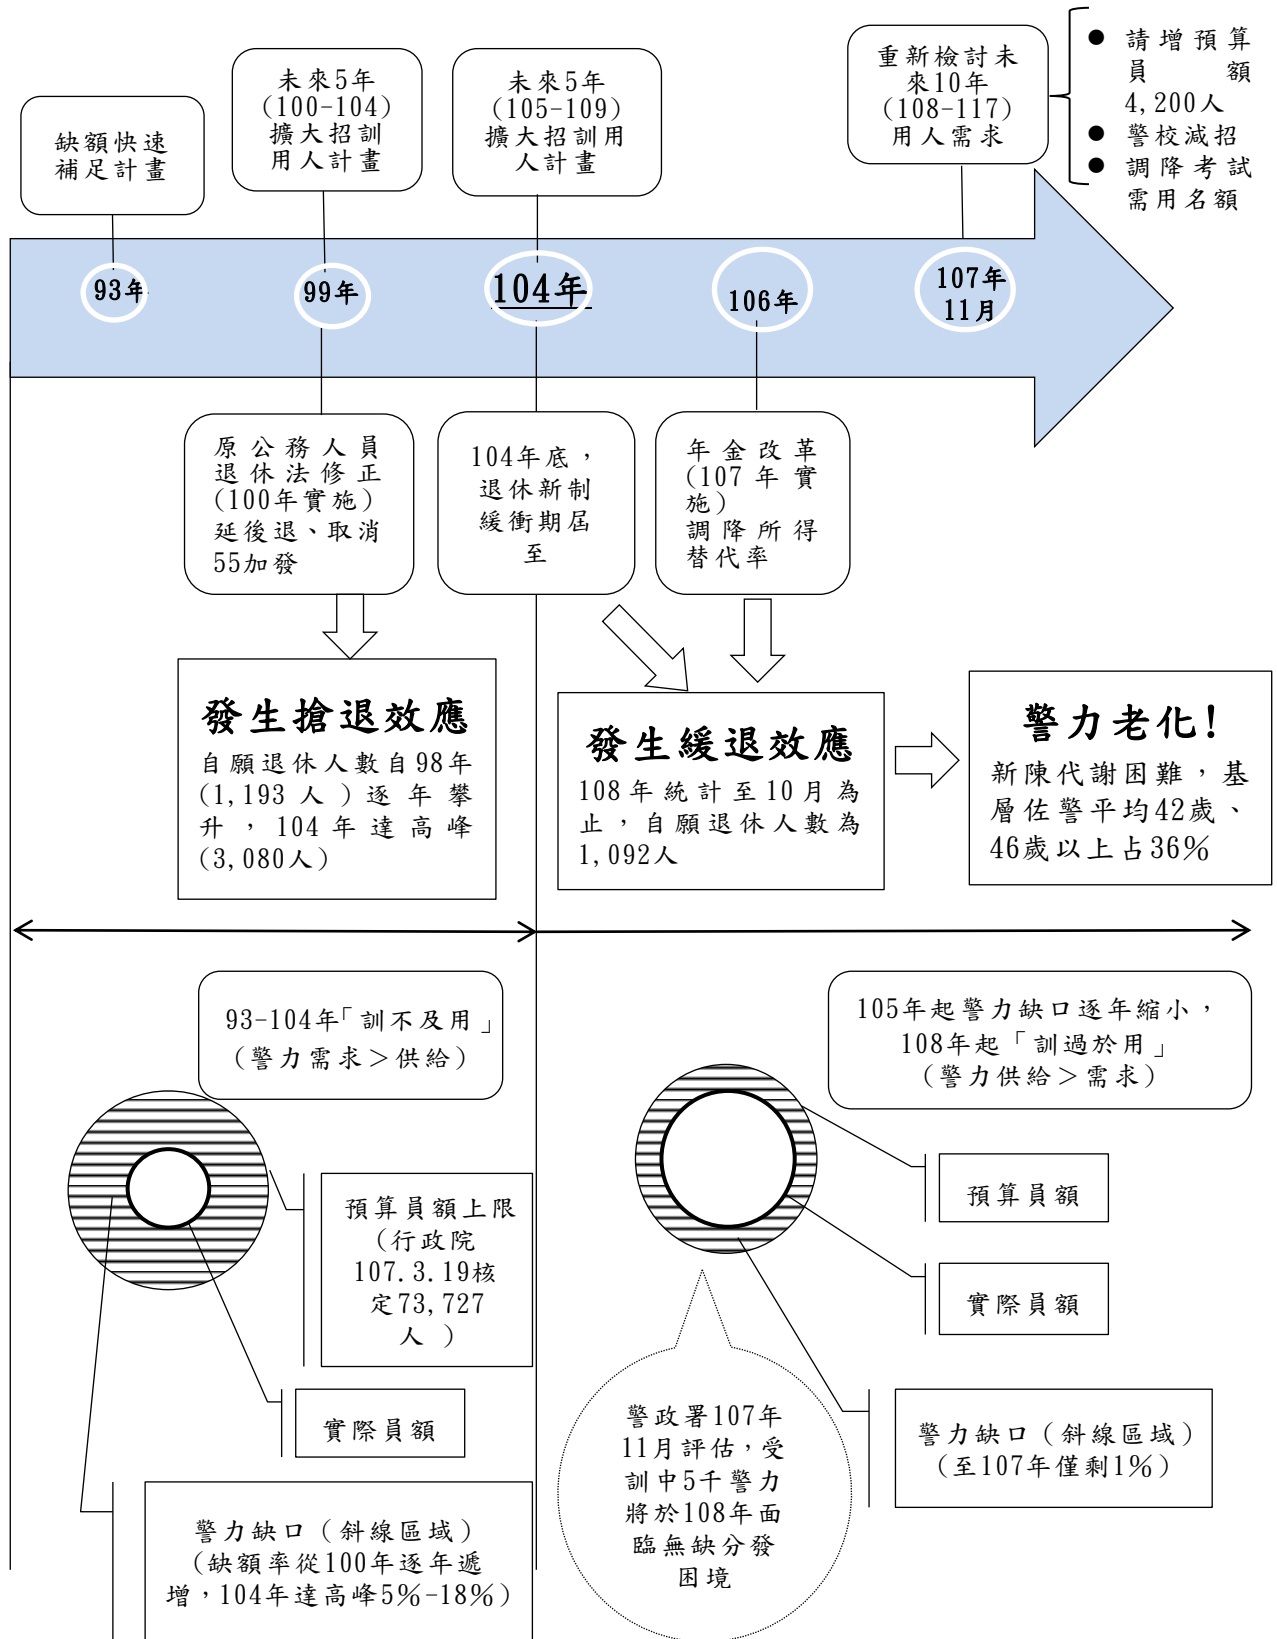 缺額快速
補足計畫
未來5年
(100-104)
擴大招訓
用人計畫
未來5年
(105-109)
擴大招訓用
人計畫
重新檢討未
來10年
(108-117)
用人需求
● 請增預算
員額
4,200人
● 警校減招
● 調降考試
需用名額
93年
99年
104年
106年
107年
11月
原公務人員
退休法修正
(100年實施)
延後退、取消
55加發
104年底，
退休新制
緩衝期屆
至
年金改革
(107年實
施)
調降所得
替代率
發生搶退效應
自願退休人數自98年
(1,193人)逐年攀
升，104年達高峰
(3,080人)
發生緩退效應
108年統計至10月為
止，自願退休人數為
1,092人
警力老化!
新陳代謝困難，基
層佐警平均42歲、
46歲以上占36%
93-104年「訓不及用」
（警力需求＞供給）
105年起警力缺口逐年縮小，
108年起「訓過於用」
（警力供給＞需求）
預算員額上限
（行政院
107.3.19核
定73,727
人）
實際員額
警力缺口（斜線區域）
（缺額率從100年逐年遞
增，104年達高峰5%-18%）
預算員額
實際員額
警力缺口（斜線區域）
（至107年僅剩1%）
警政署107年
11月評估，受
訓中5千警力
將於108年面
臨無缺分發
困境